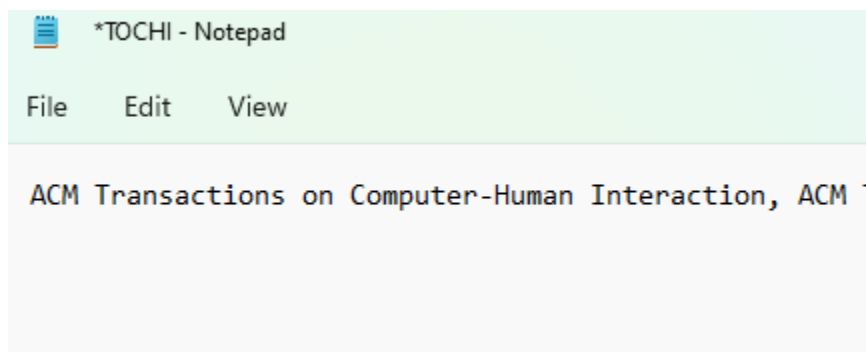 *TOCHI - Notepad
File Edit View
ACM Transactions on Computer-Human Interaction, ACM